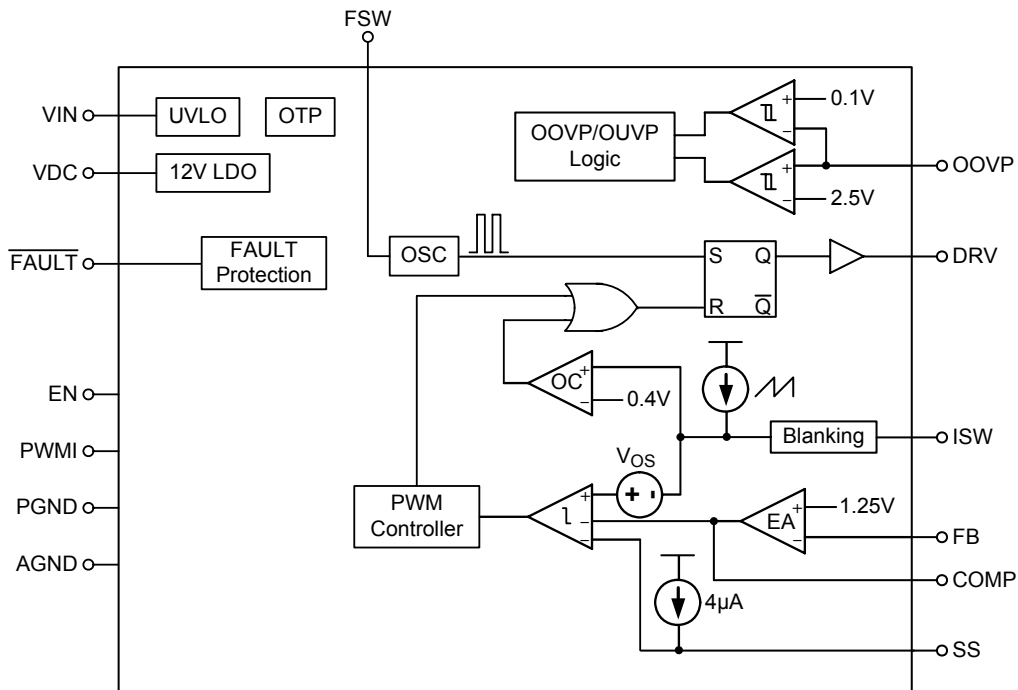 FSW
VIN
UVLO
OTP
VDC
12V LDO
FAULT
FAULT
Protection
EN
PWMI
PGND
AGND
OOVP/OUVP
Logic
+
-
0.1V
+
-
2.5V
OOVP
OSC
S
Q
R
Q
DRV
OC
+
-
0.4V
Blanking
ISW
VOS
+ -
PWM
Controller
+
-
-
EA
+
-
1.25V
FB
COMP
4µA
SS